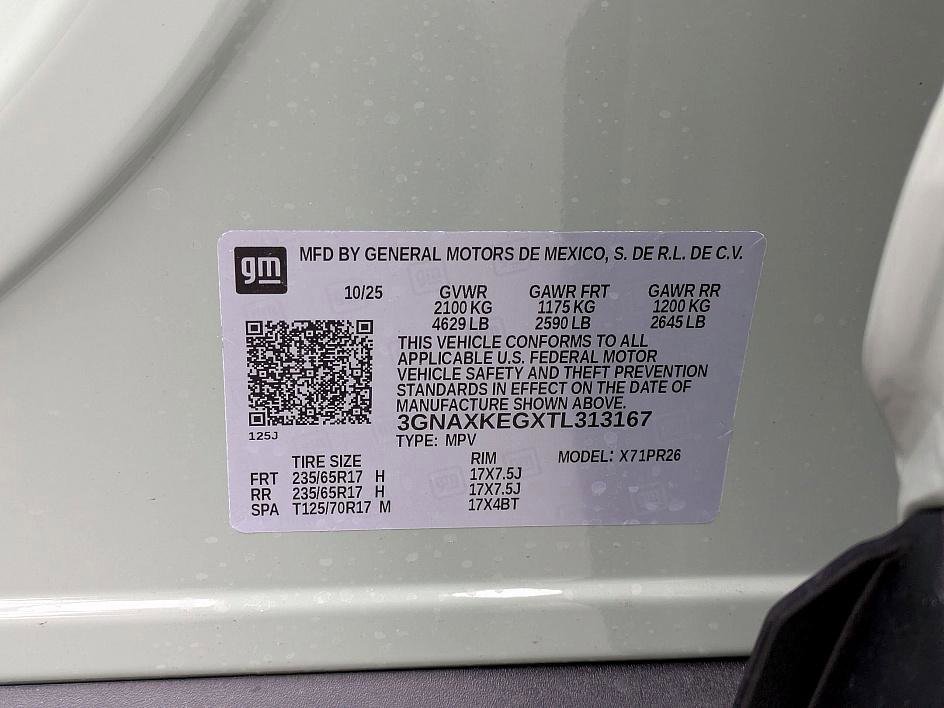 gm
MFD BY GENERAL MOTORS DE MEXICO, S. DE R.L. DE C.V.
10/25 GVWR GAWR FRT GAWR RR
2100 KG 1175 KG 1200 KG
4629 LB 2590 LB 2645 LB
THIS VEHICLE CONFORMS TO ALL
APPLICABLE U.S. FEDERAL MOTOR
VEHICLE SAFETY AND THEFT PREVENTION
STANDARDS IN EFFECT ON THE DATE OF
MANUFACTURE SHOWN ABOVE.
3GNAXKEGXTL313167
125J
TYPE: MPV
TIRE SIZE RIM MODEL: X71PR26
FRT 235/65R17 H 17X7.5J
RR 235/65R17 H 17X7.5J
SPA T125/70R17 M 17X4BT